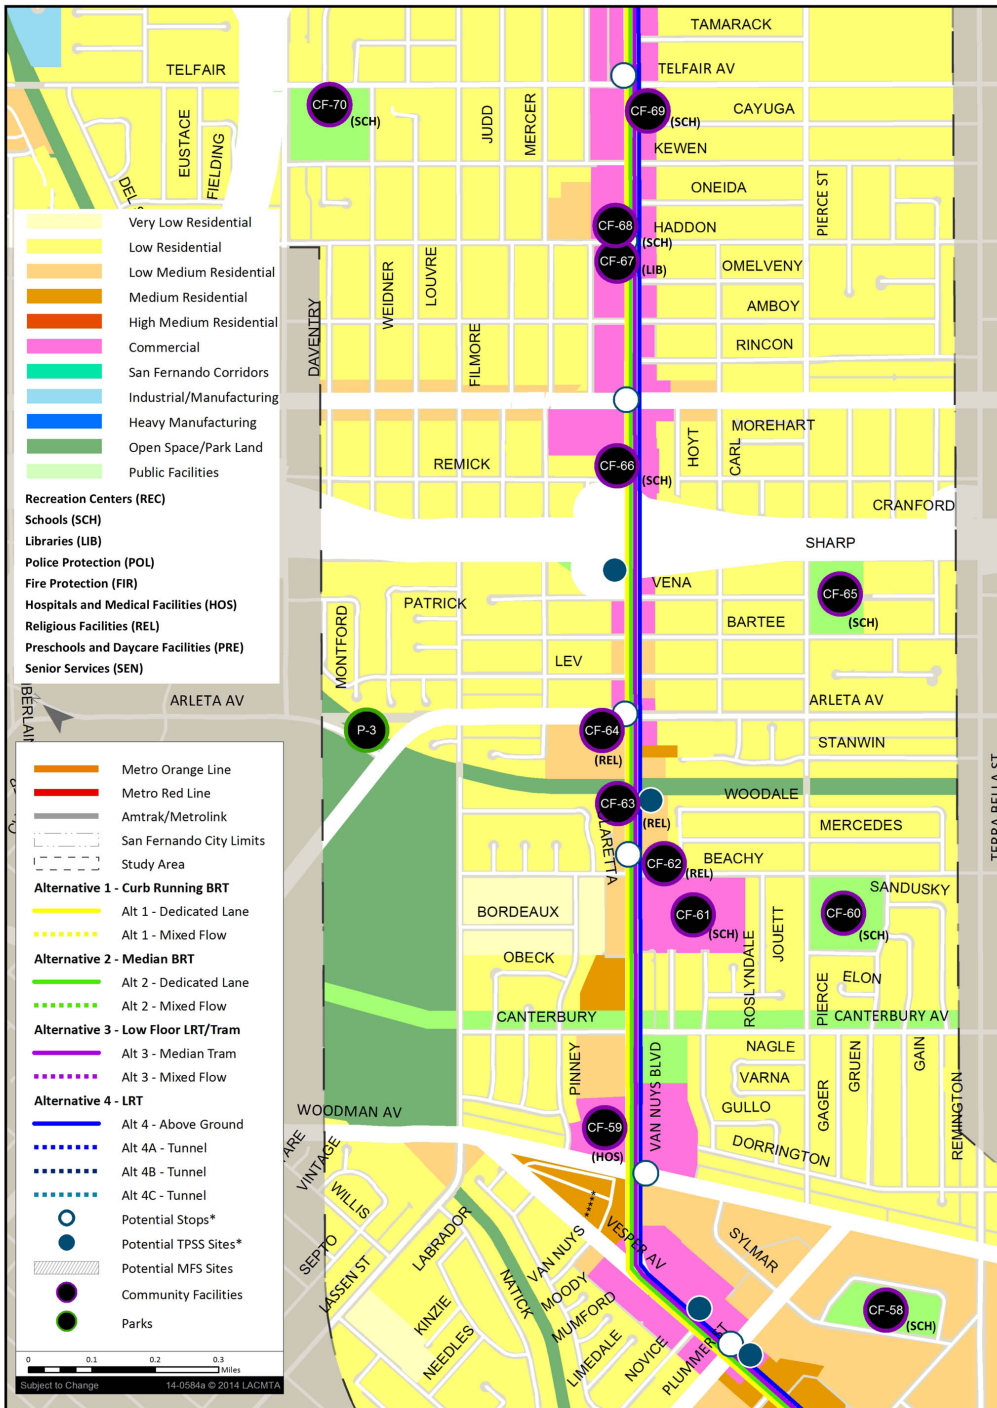 TAMARACK
TELFAIR
TELFAIR AV
CF-70
(SCH)
CF-69
(SCH)
CAYUGA
EUSTACE
FIELDING
JUDD
MERCER
KEWEN
PIERCE ST
ONEIDA
CF-68
(SCH)
HADDON
CF-67
(LIB)
OMELVENY
DAVENTRY
WEIDNER
LOUVRE
AMBOY
FILMORE
RINCON
Very Low Residential
Low Residential
Low Medium Residential
Medium Residential
High Medium Residential
Commercial
San Fernando Corridors
Industrial/Manufacturing
Heavy Manufacturing
Open Space/Park Land
Public Facilities
Recreation Centers (REC)
Schools (SCH)
Libraries (LIB)
Police Protection (POL)
Fire Protection (FIR)
Hospitals and Medical Facilities (HOS)
Religious Facilities (REL)
Preschools and Daycare Facilities (PRE)
Senior Services (SEN)
MOREHART
HOYT
CARL
REMICK
CF-66
(SCH)
CRANFORD
SHARP
VENA
CF-65
(SCH)
PATRICK
MONTFORD
BARTEE
LEV
ARLETA AV
ARLETA AV
P-3
CF-64
(REL)
STANWIN
WOODALE
CF-63
(REL)
MERCEDES
CLARETTA
TERRA BELLA ST
CF-62
(REL)
BEACHY
SANDUSKY
BORDEAUX
CF-61
(SCH)
CF-60
(SCH)
JOUETT
ROSLYNDALE
OBECK
ELON
PIERCE
CANTERBURY
CANTERBURY AV
PINNEY
VAN NUYS BLVD
NAGLE
VARNA
GULLO
GAGER
GRUEN
GAIN
REMINGTON
WOODMAN AV
CF-59
(HOS)
DORRINGTON
VINTAGE
WILLIS
SEPTO
LASSEN ST
LABRADOR
KINZIE
NEEDLES
NATICK
VAN NUYS
MOODY
MUMFORD
LIMEDALE
NOVICE
PLUMMER ST
VESPER AV
SYLMAR
CF-58
(SCH)
Metro Orange Line
Metro Red Line
Amtrak/Metrolink
San Fernando City Limits
Study Area
Alternative 1 - Curb Running BRT
Alt 1 - Dedicated Lane
Alt 1 - Mixed Flow
Alternative 2 - Median BRT
Alt 2 - Dedicated Lane
Alt 2 - Mixed Flow
Alternative 3 - Low Floor LRT/Tram
Alt 3 - Median Tram
Alt 3 - Mixed Flow
Alternative 4 - LRT
Alt 4 - Above Ground
Alt 4A - Tunnel
Alt 4B - Tunnel
Alt 4C - Tunnel
Potential Stops*
Potential TPSS Sites*
Potential MFS Sites
Community Facilities
Parks
0 0.1 0.2 0.3
Miles
Subject to Change 14-0584a © 2014 LACMTA